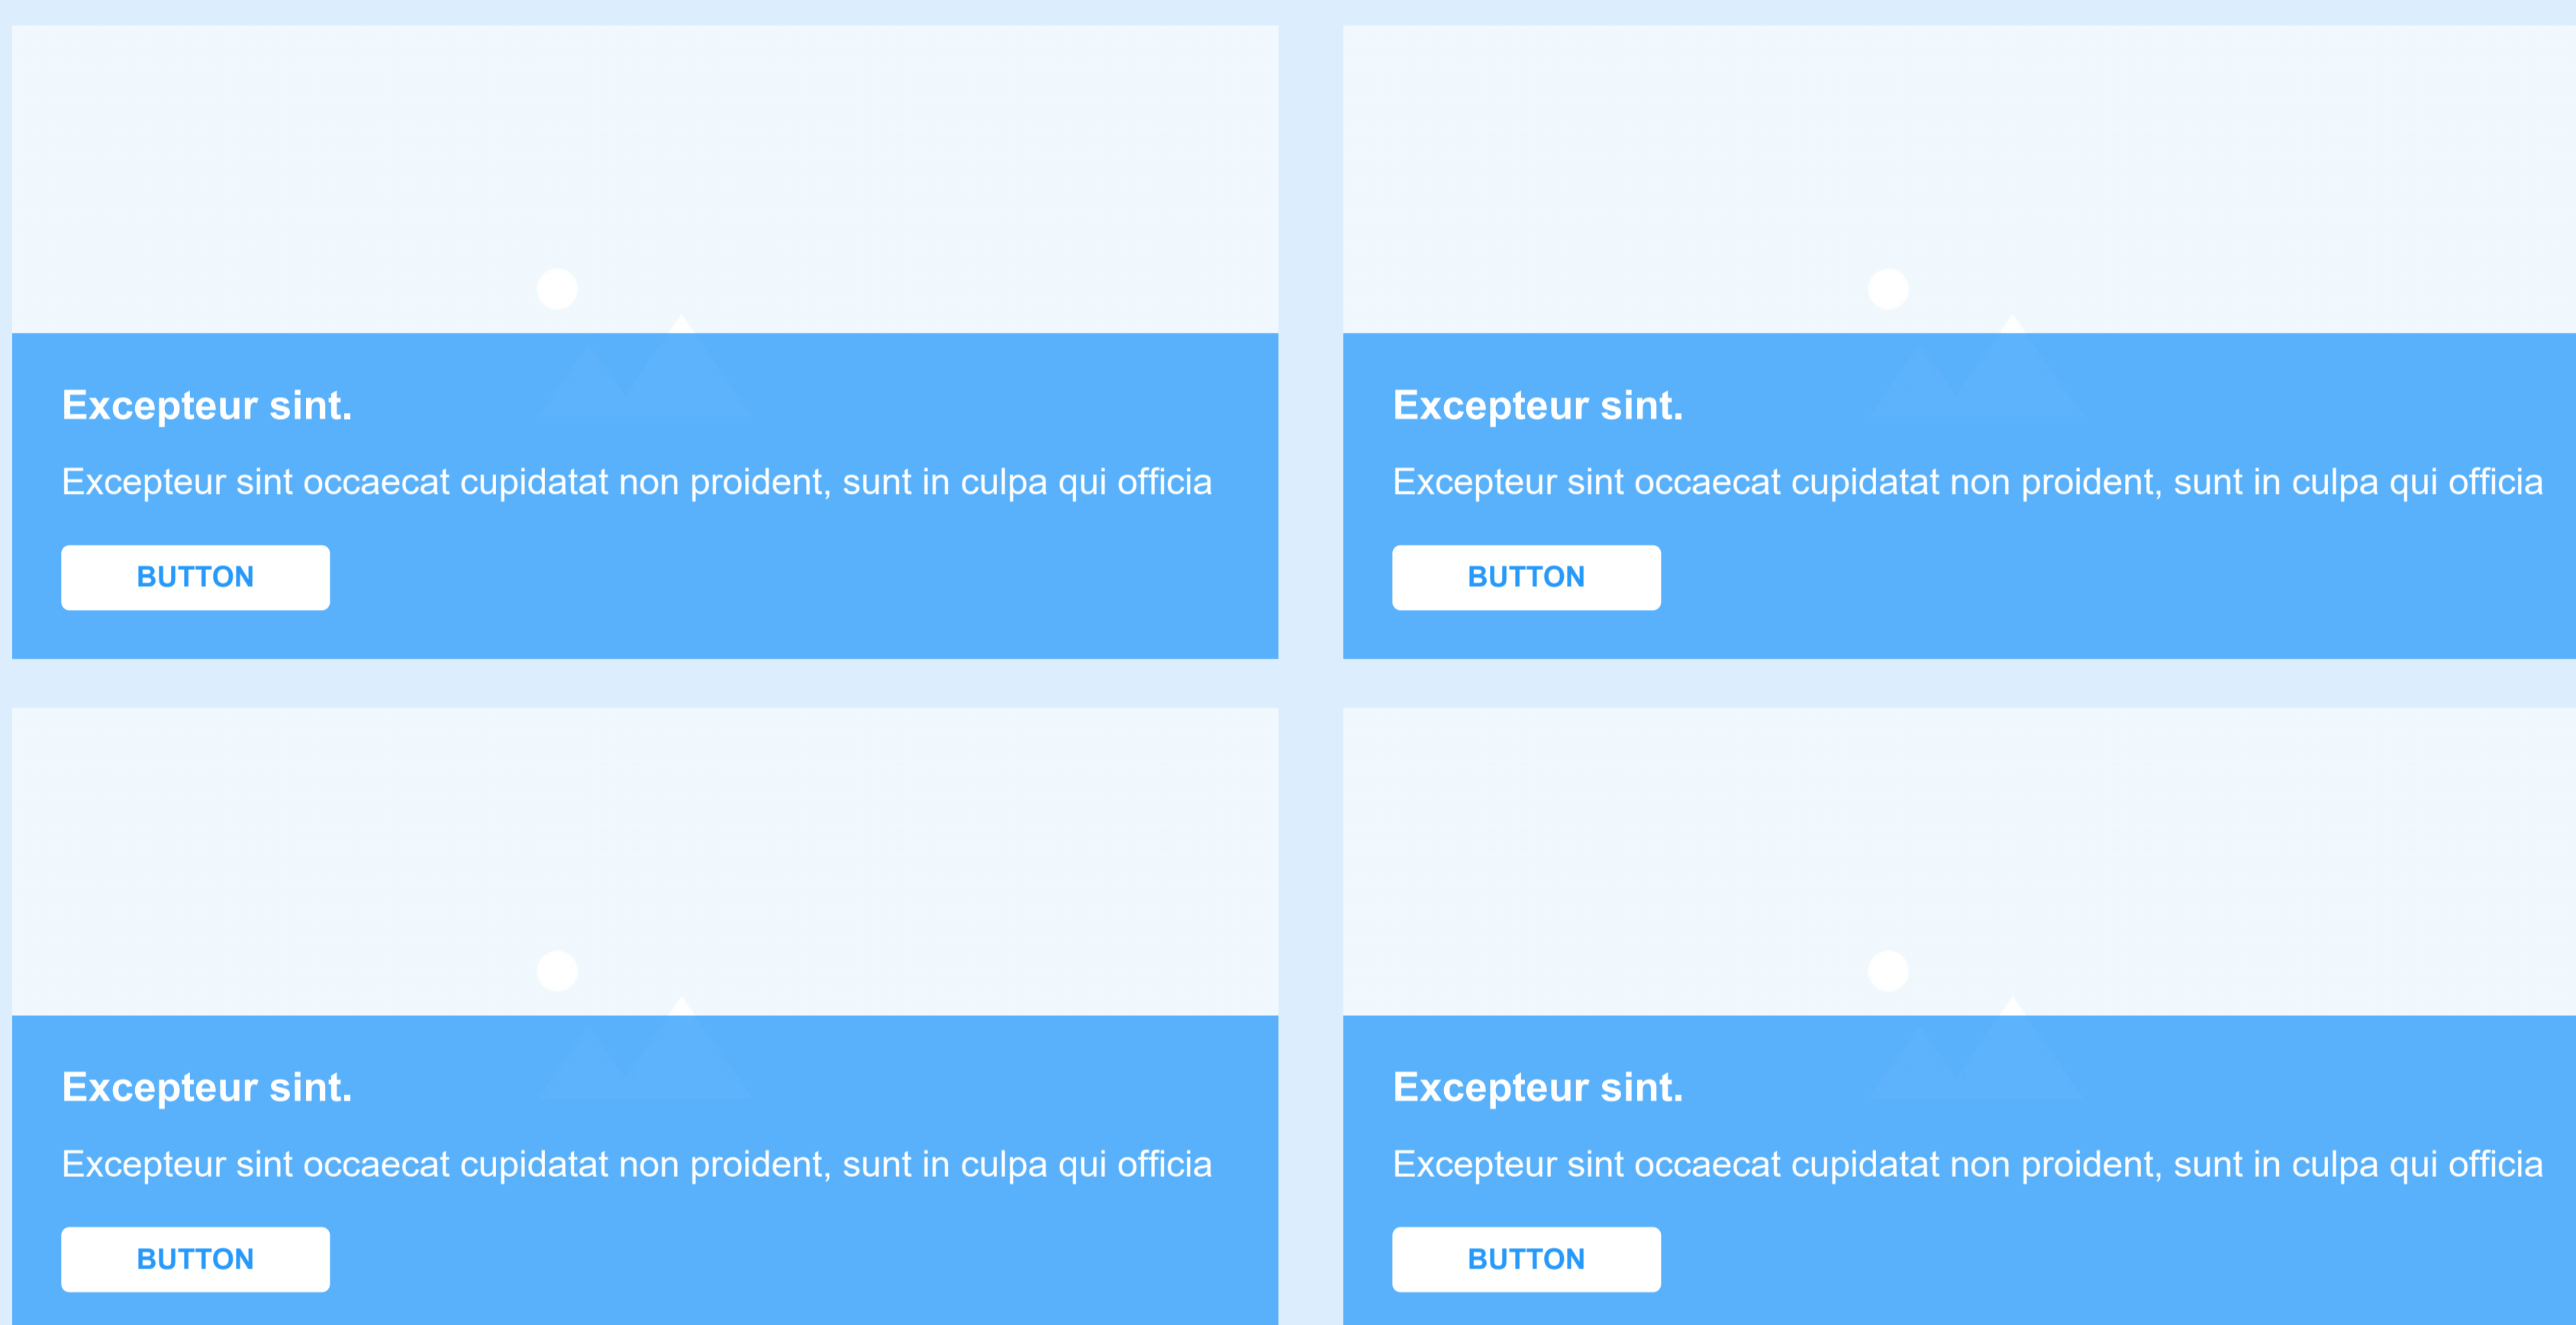 Excepteur sint.
Excepteur sint occaecat cupidatat non proident, sunt in culpa qui officia
BUTTON
Excepteur sint.
Excepteur sint occaecat cupidatat non proident, sunt in culpa qui officia
BUTTON
Excepteur sint.
Excepteur sint occaecat cupidatat non proident, sunt in culpa qui officia
BUTTON
Excepteur sint.
Excepteur sint occaecat cupidatat non proident, sunt in culpa qui officia
BUTTON